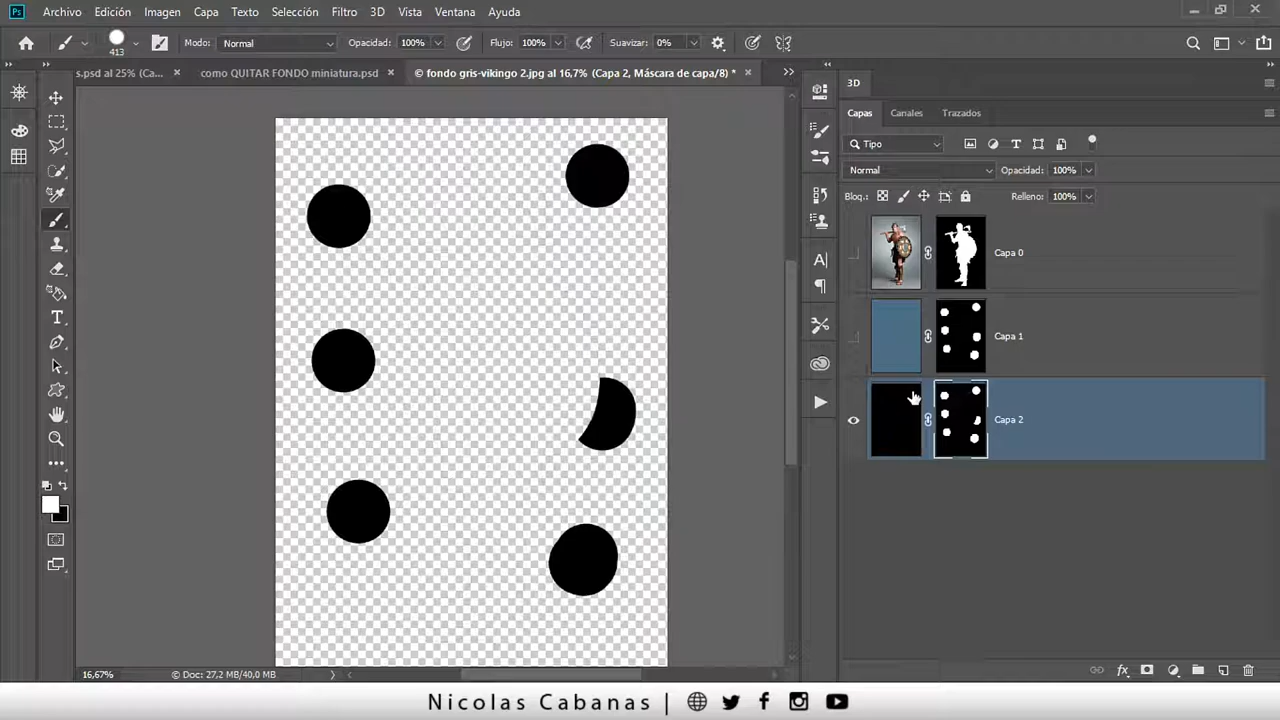 Ps Archivo Edición Imagen Capa Texto Selección Filtro 3D Vista Ventana Ayuda
413 Modo: Normal Opacidad: 100% Flujo: 100% Suavizar: 0%
s.psd al 25% (Ca... × como QUITAR FONDO miniatura.psd × © fondo gris-vikingo 2.jpg al 16,7% (Capa 2, Máscara de capa/8) * ×
3D
Capas Canales Trazados
Tipo
Normal Opacidad: 100%
Bloq.: Relleno: 100%
Capa 0
Capa 1
Capa 2
16,67% © Doc: 27,2 MB/40,0 MB
Nicolas Cabanas |